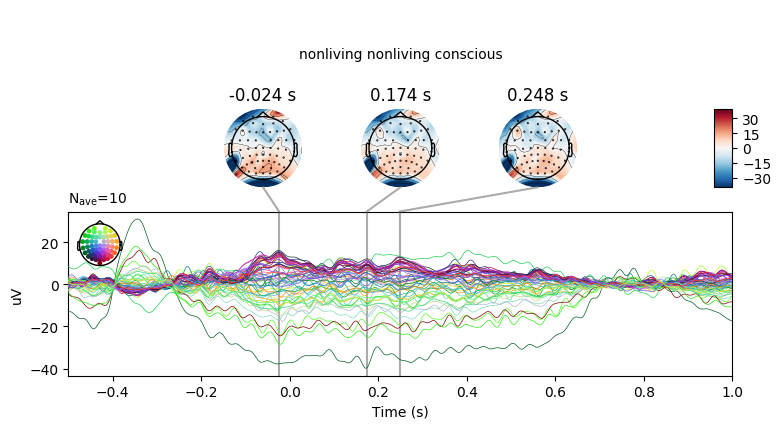 nonliving nonliving conscious
-0.024 s 0.174 s 0.248 s
30
15
0
−15
−30
Nave=10
20
0
−20
−40
uV
−0.4 −0.2 0.0 0.2 0.4 0.6 0.8 1.0
Time (s)